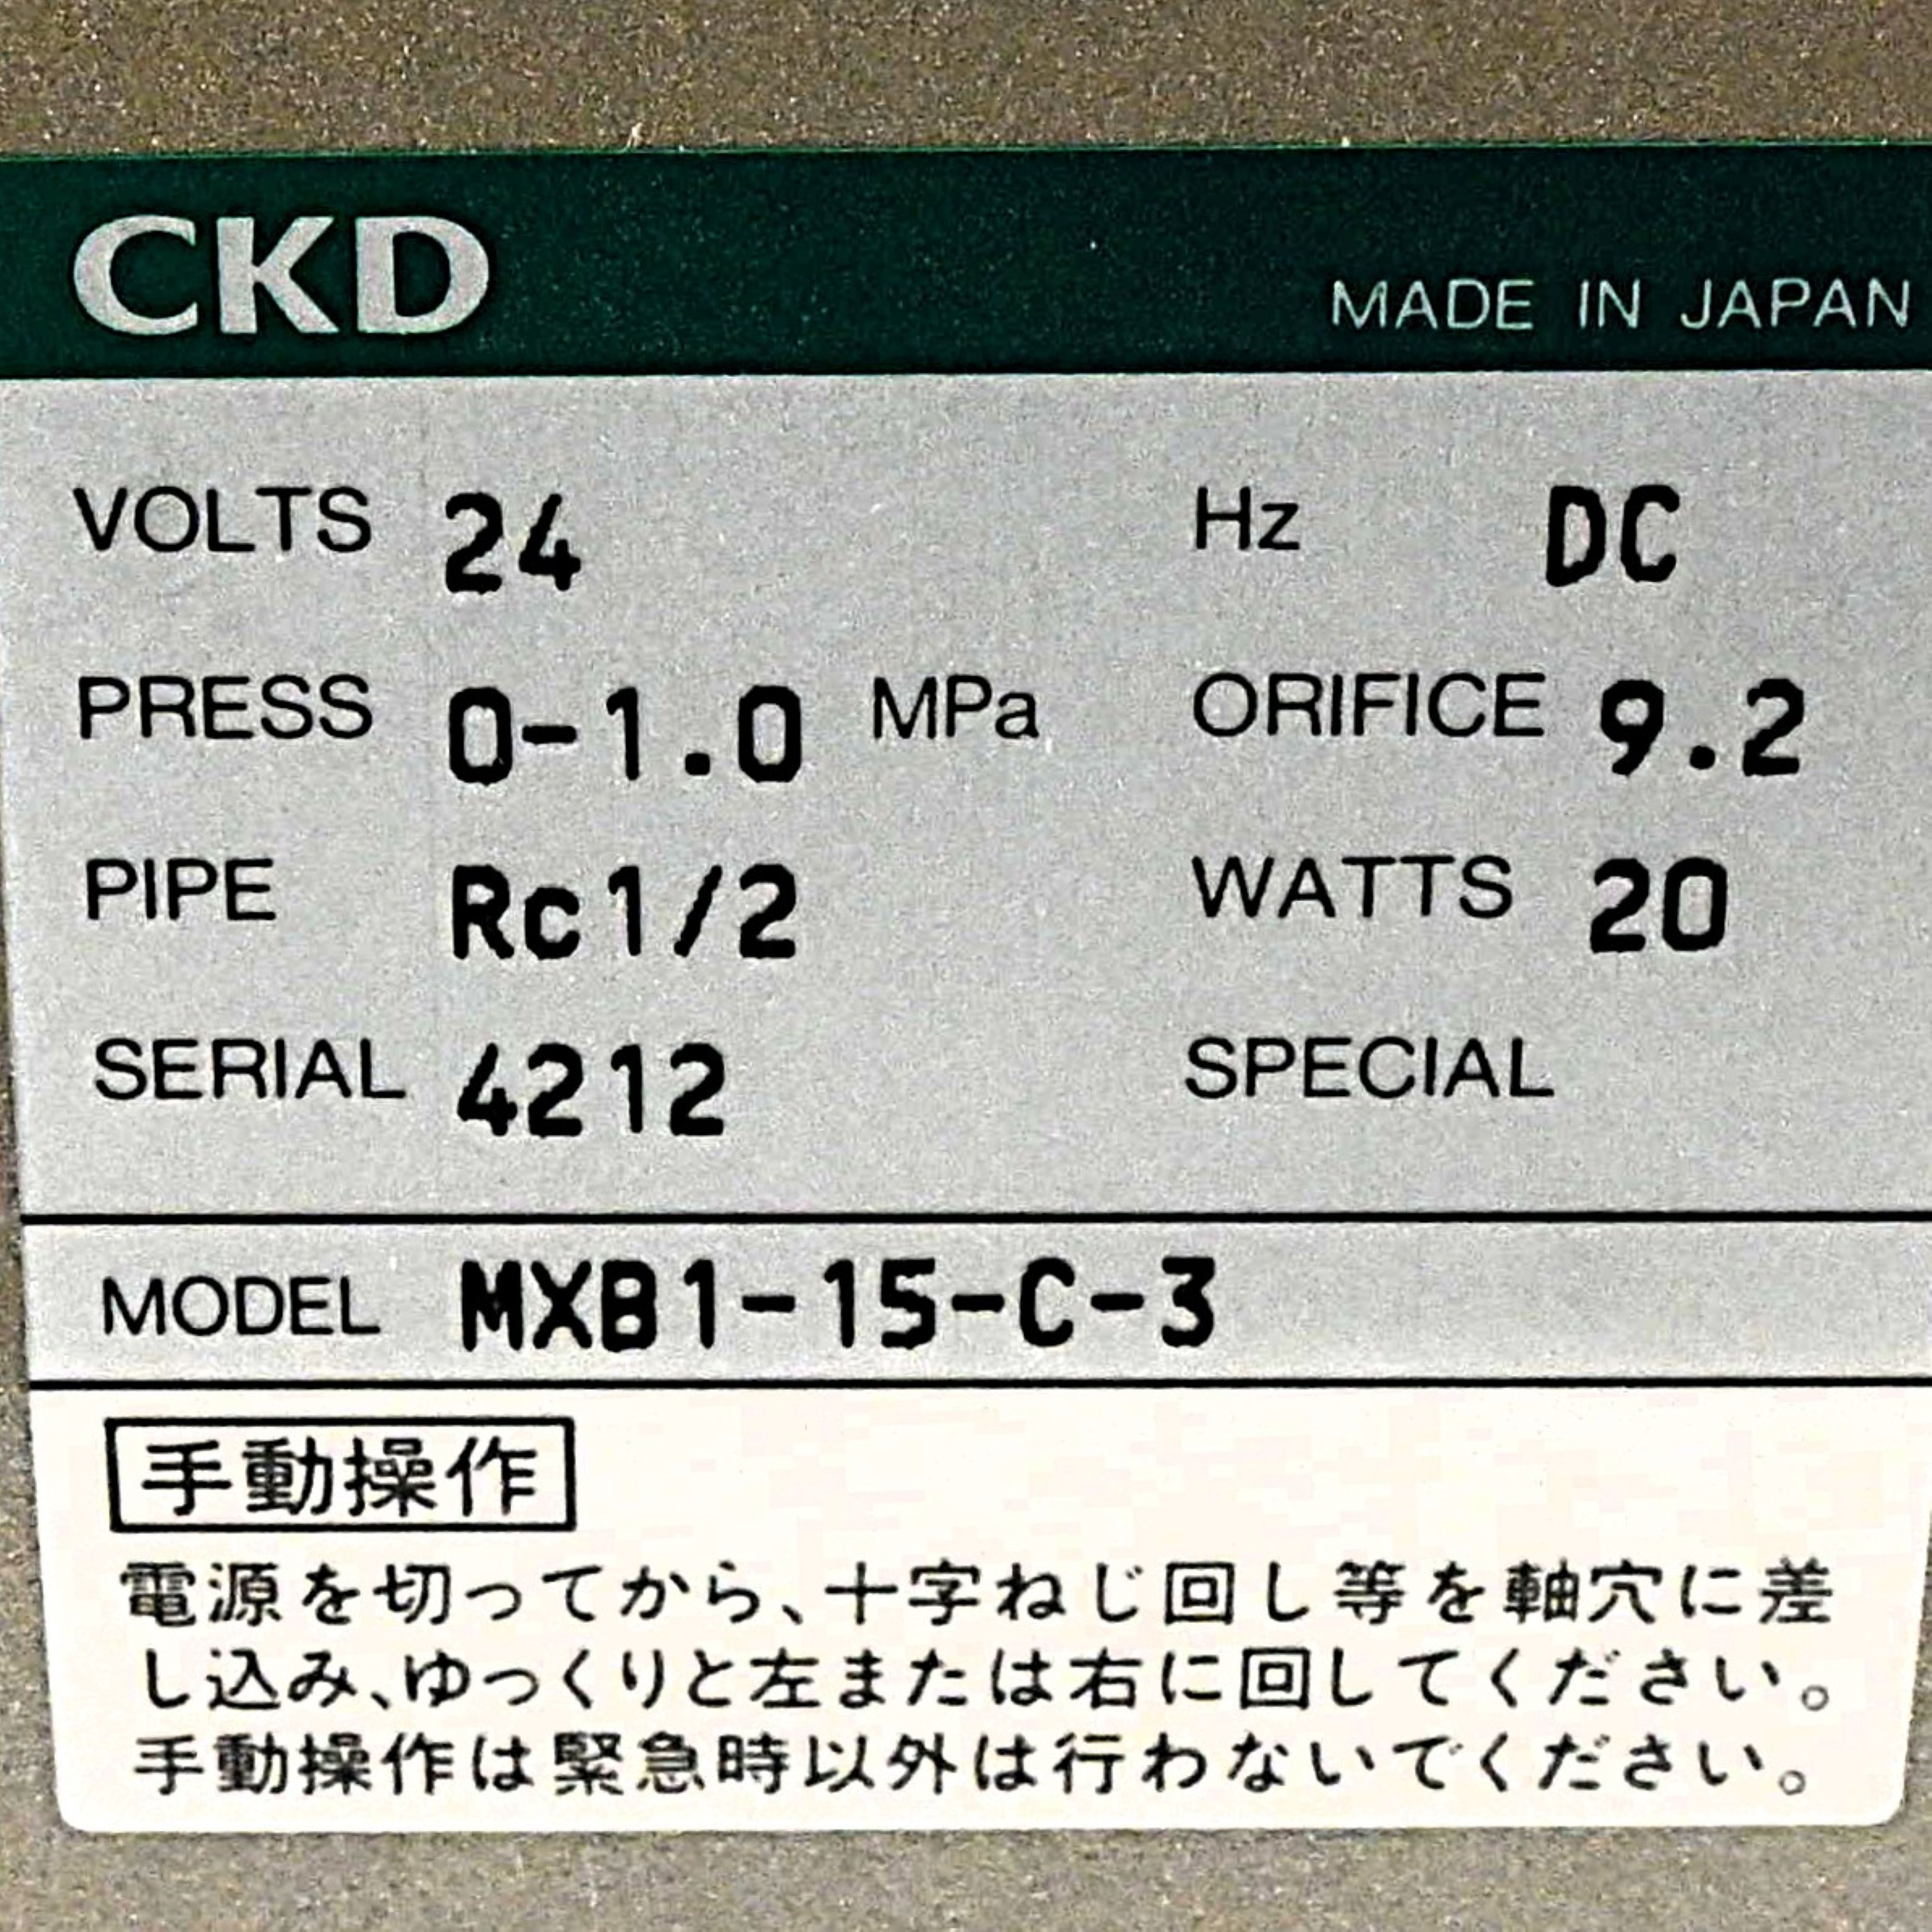 CKD MADE IN JAPAN
VOLTS 24 Hz DC
PRESS 0-1.0 MPa ORIFICE 9.2
PIPE Rc1/2 WATTS 20
SERIAL 4212 SPECIAL
MODEL MXB1-15-C-3
手動操作
電源を切ってから、十字ねじ回し等を軸穴に差
し込み、ゆっくりと左または右に回してください。
手動操作は緊急時以外は行わないでください。